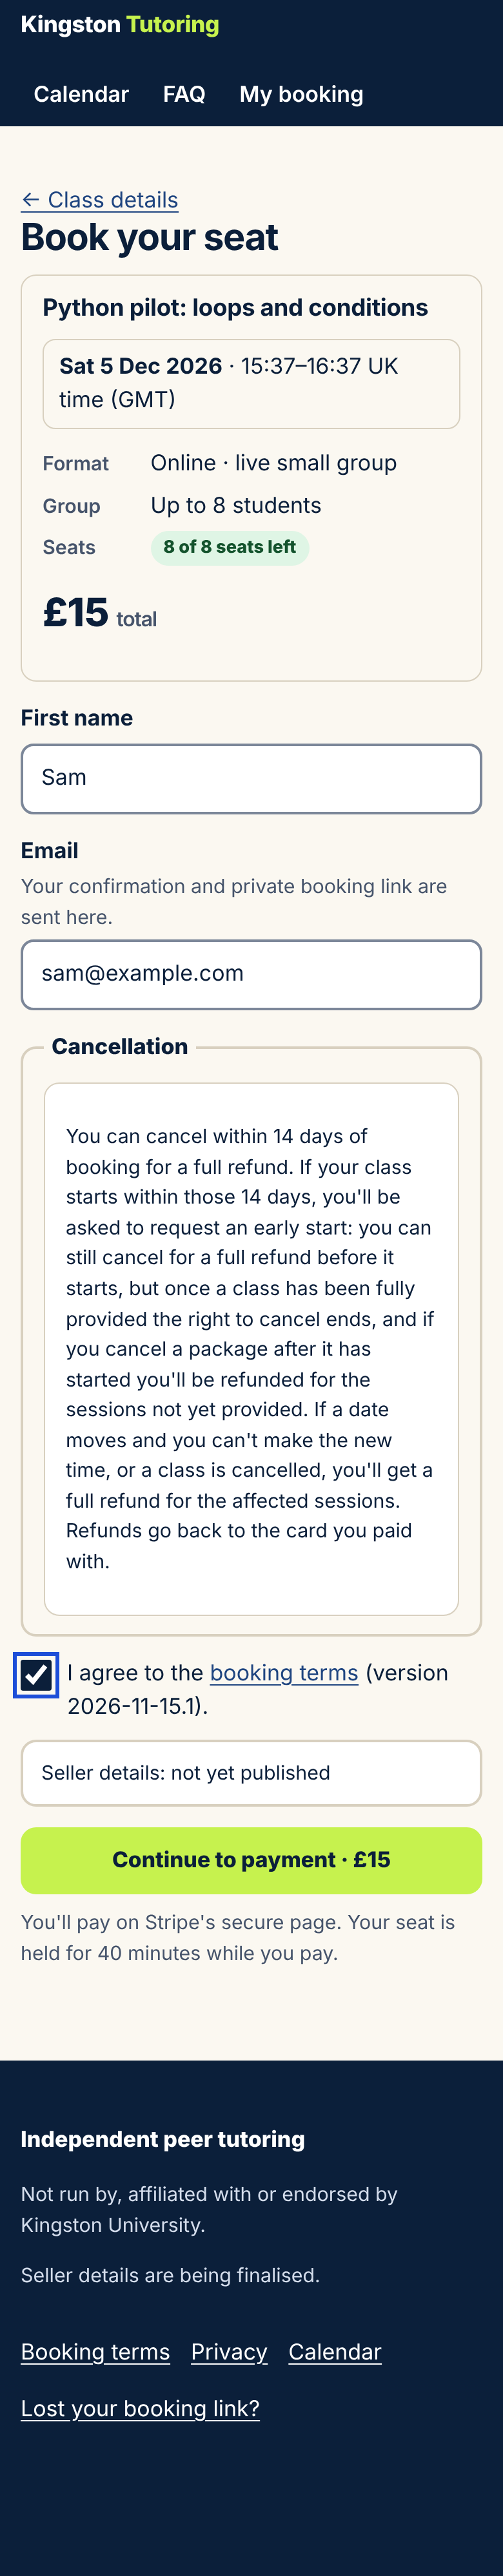 Kingston Tutoring
Calendar FAQ My booking
← Class details
Book your seat
Python pilot: loops and conditions
Sat 5 Dec 2026 · 15:37–16:37 UK
time (GMT)
Format Online · live small group
Group Up to 8 students
Seats 8 of 8 seats left
£15 total
First name
Sam
Email
Your confirmation and private booking link are
sent here.
sam@example.com
Cancellation
You can cancel within 14 days of
booking for a full refund. If your class
starts within those 14 days, you'll be
asked to request an early start: you can
still cancel for a full refund before it
starts, but once a class has been fully
provided the right to cancel ends, and if
you cancel a package after it has
started you'll be refunded for the
sessions not yet provided. If a date
moves and you can't make the new
time, or a class is cancelled, you'll get a
full refund for the affected sessions.
Refunds go back to the card you paid
with.
I agree to the booking terms (version
2026-11-15.1).
Seller details: not yet published
Continue to payment · £15
You'll pay on Stripe's secure page. Your seat is
held for 40 minutes while you pay.
Independent peer tutoring
Not run by, affiliated with or endorsed by
Kingston University.
Seller details are being finalised.
Booking terms Privacy Calendar
Lost your booking link?